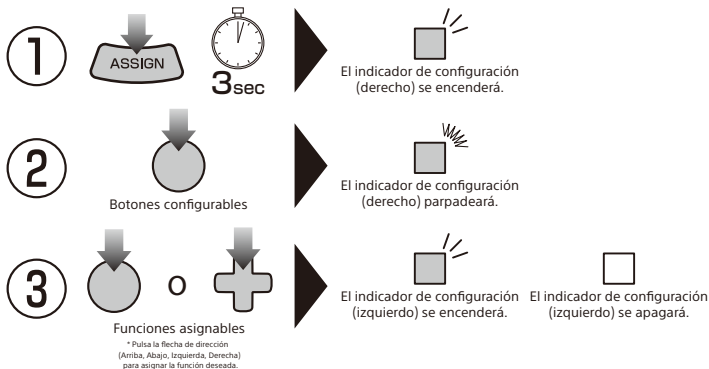 1
ASSIGN
3sec
El indicador de configuración
(derecho) se encenderá.
2
Botones configurables
El indicador de configuración
(derecho) parpadeará.
3
o
Funciones asignables
* Pulsa la flecha de dirección
(Arriba, Abajo, Izquierda, Derecha)
para asignar la función deseada.
El indicador de configuración
(izquierdo) se encenderá.
El indicador de configuración
(izquierdo) se apagará.